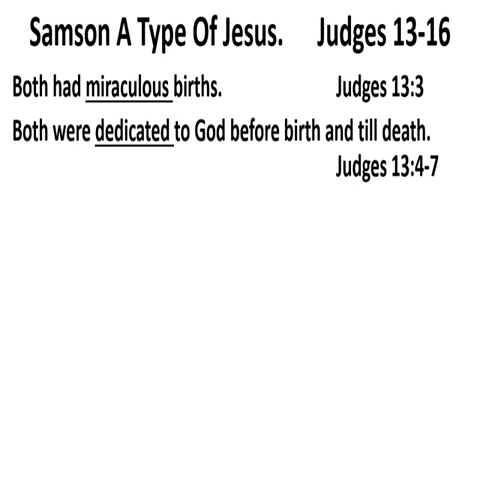 Samson A Type Of Jesus. Judges 13-16
Both had miraculous births. Judges 13:3
Both were dedicated to God before birth and till death.
Judges 13:4-7